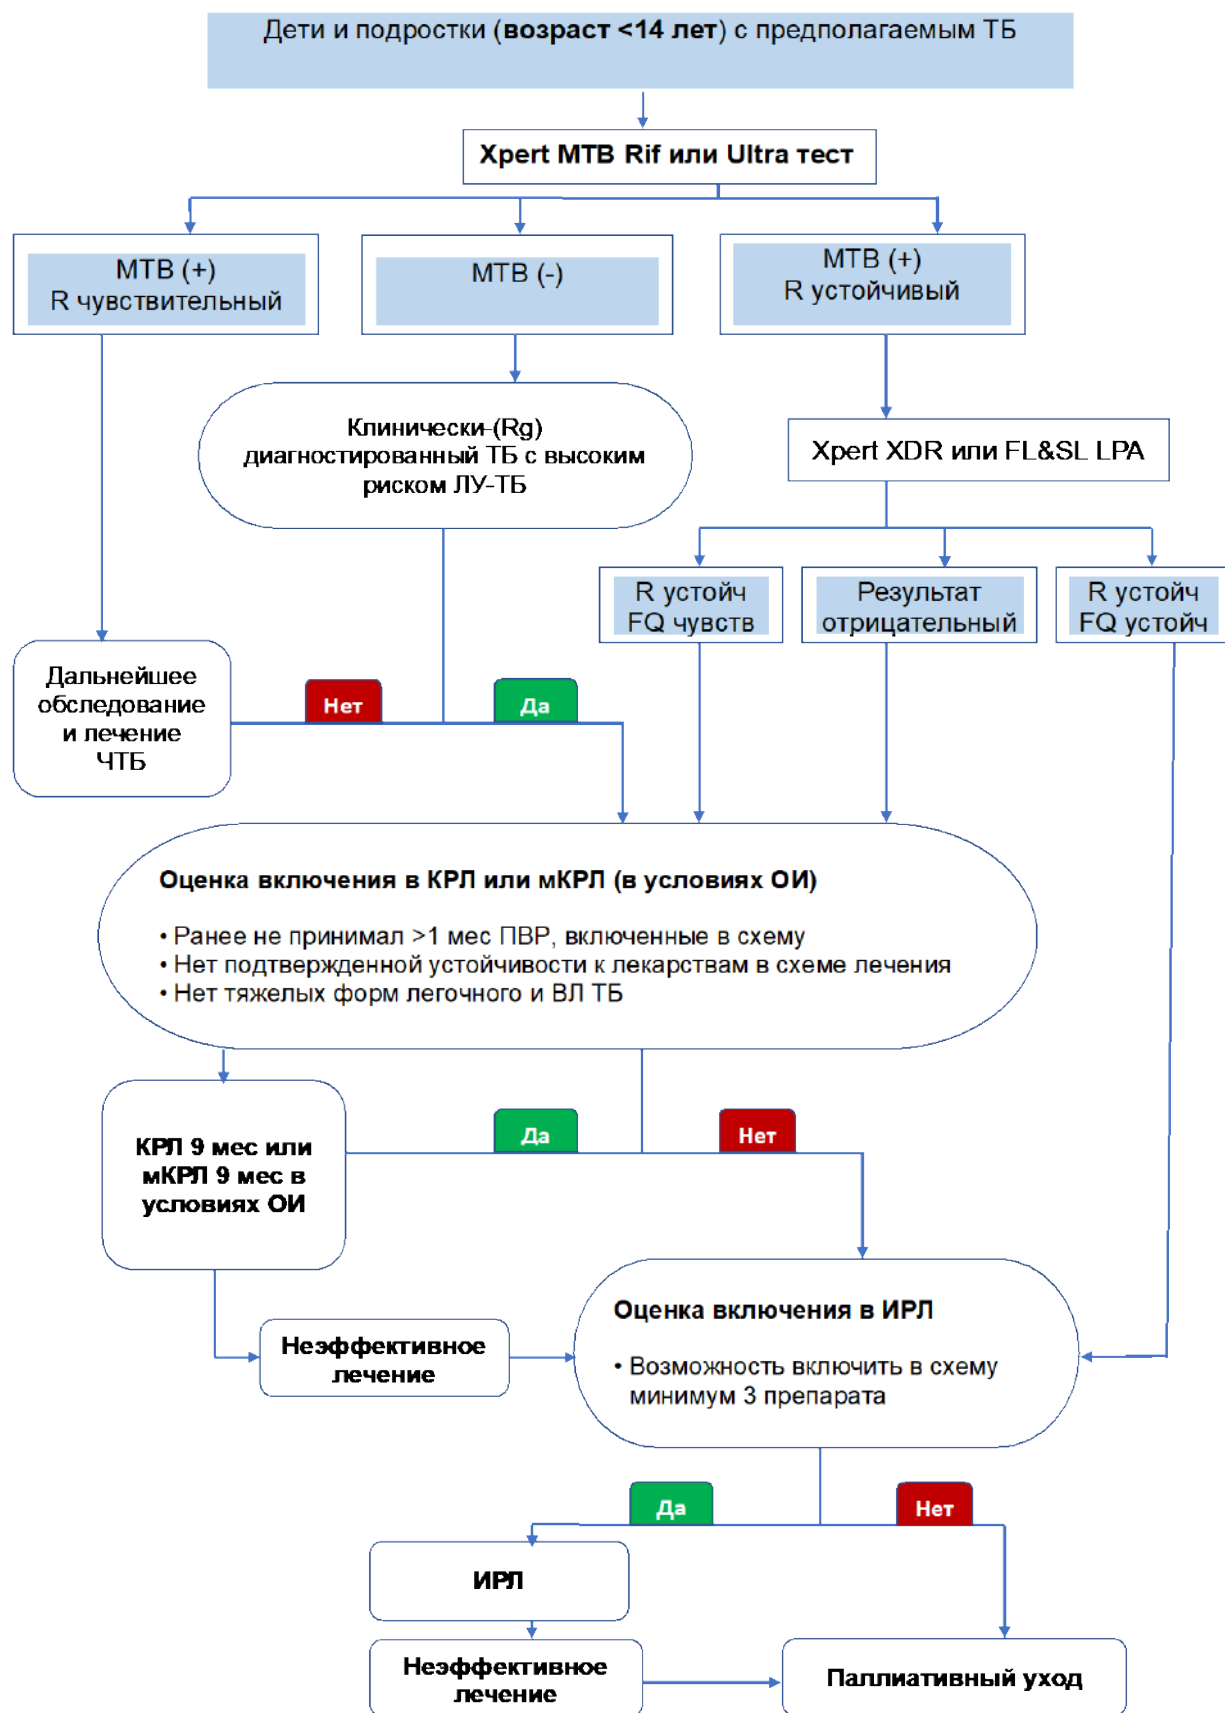 Дети и подростки (возраст <14 лет) с предполагаемым ТБ
Xpert MTB Rif или Ultra тест
МТВ (+)
R чувствительный
МТВ (-)
МТВ (+)
R устойчивый
Клинически-(Rg)
диагностированный ТБ с высоким
риском ЛУ-ТБ
Xpert XDR или FL&SL LPA
R устойч
FQ чувств
Результат
отрицательный
R устойч
FQ устойч
Дальнейшее
обследование
и лечение
ЧТБ
Нет
Да
Оценка включения в КРЛ или мКРЛ (в условиях ОИ)
• Ранее не принимал >1 мес ПВР, включенные в схему
• Нет подтвержденной устойчивости к лекарствам в схеме лечения
• Нет тяжелых форм легочного и ВЛ ТБ
КРЛ 9 мес или
мКРЛ 9 мес в
условиях ОИ
Да
Нет
Оценка включения в ИРЛ
• Возможность включить в схему
минимум 3 препарата
Неэффективное
лечение
Да
Нет
ИРЛ
Неэффективное
лечение
Паллиативный уход